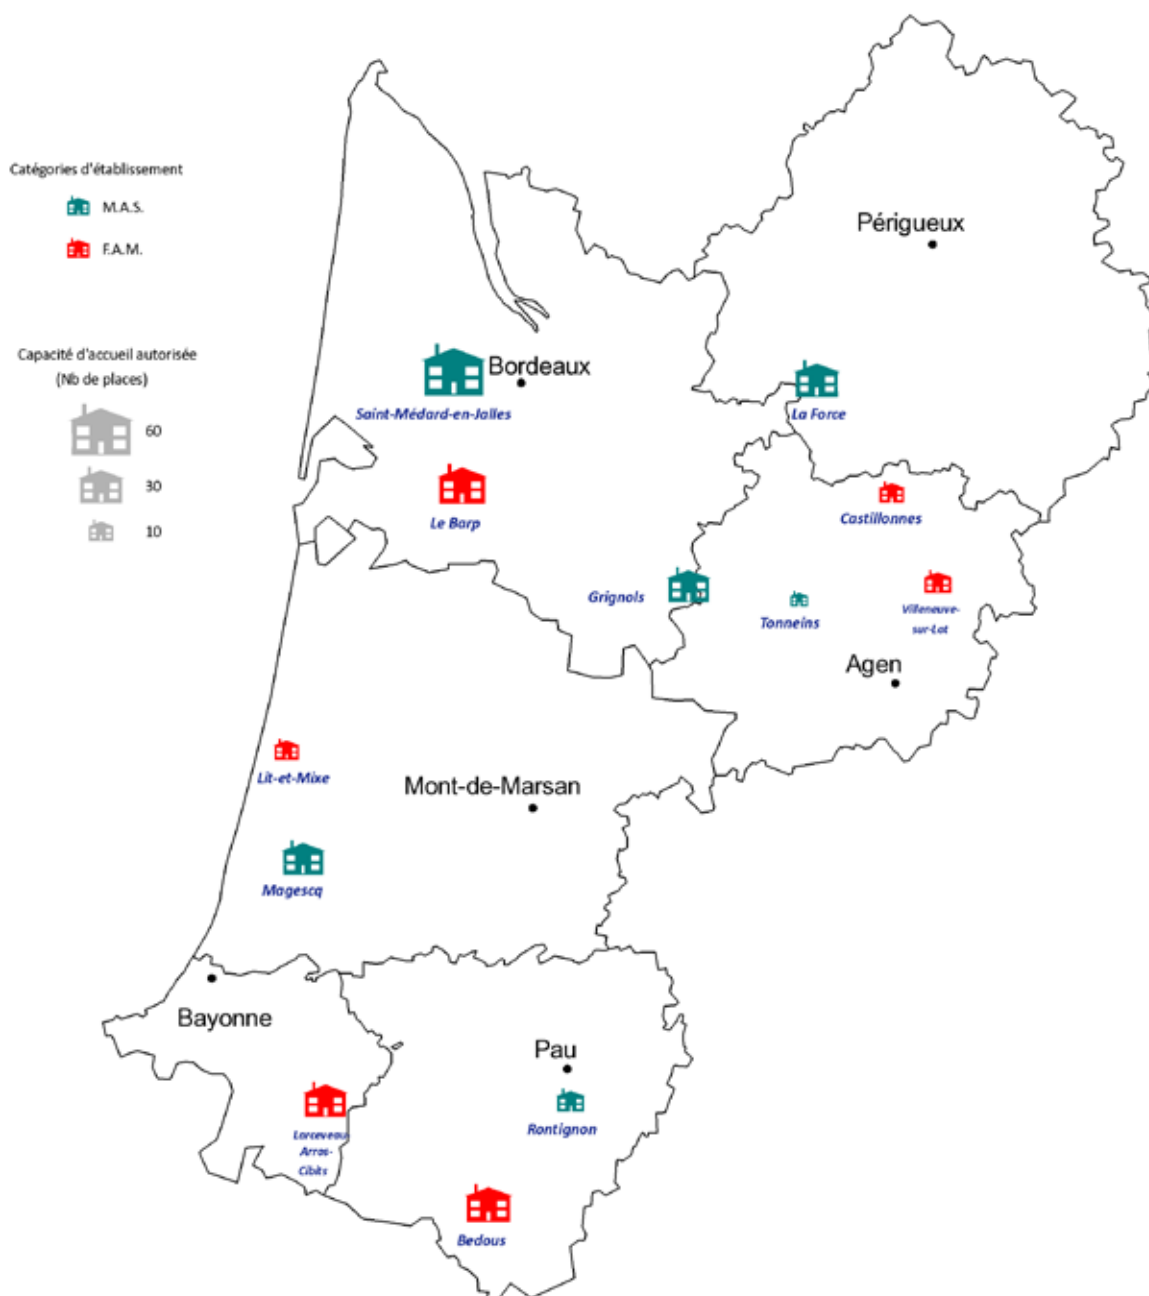 Catégories d'établissement
M.A.S.
F.A.M.
Capacité d'accueil autorisée
(Nb de places)
60
30
10
Périgueux
Bordeaux
Saint-Médard-en-Jalles
La Force
Le Barp
Castillonnes
Grignols
Tonneins
Villeneuve-
sur-Lot
Agen
Lit-et-Mixe
Mont-de-Marsan
Magescq
Bayonne
Pau
Larceveau
Arros-
Cibits
Rontignon
Bedous